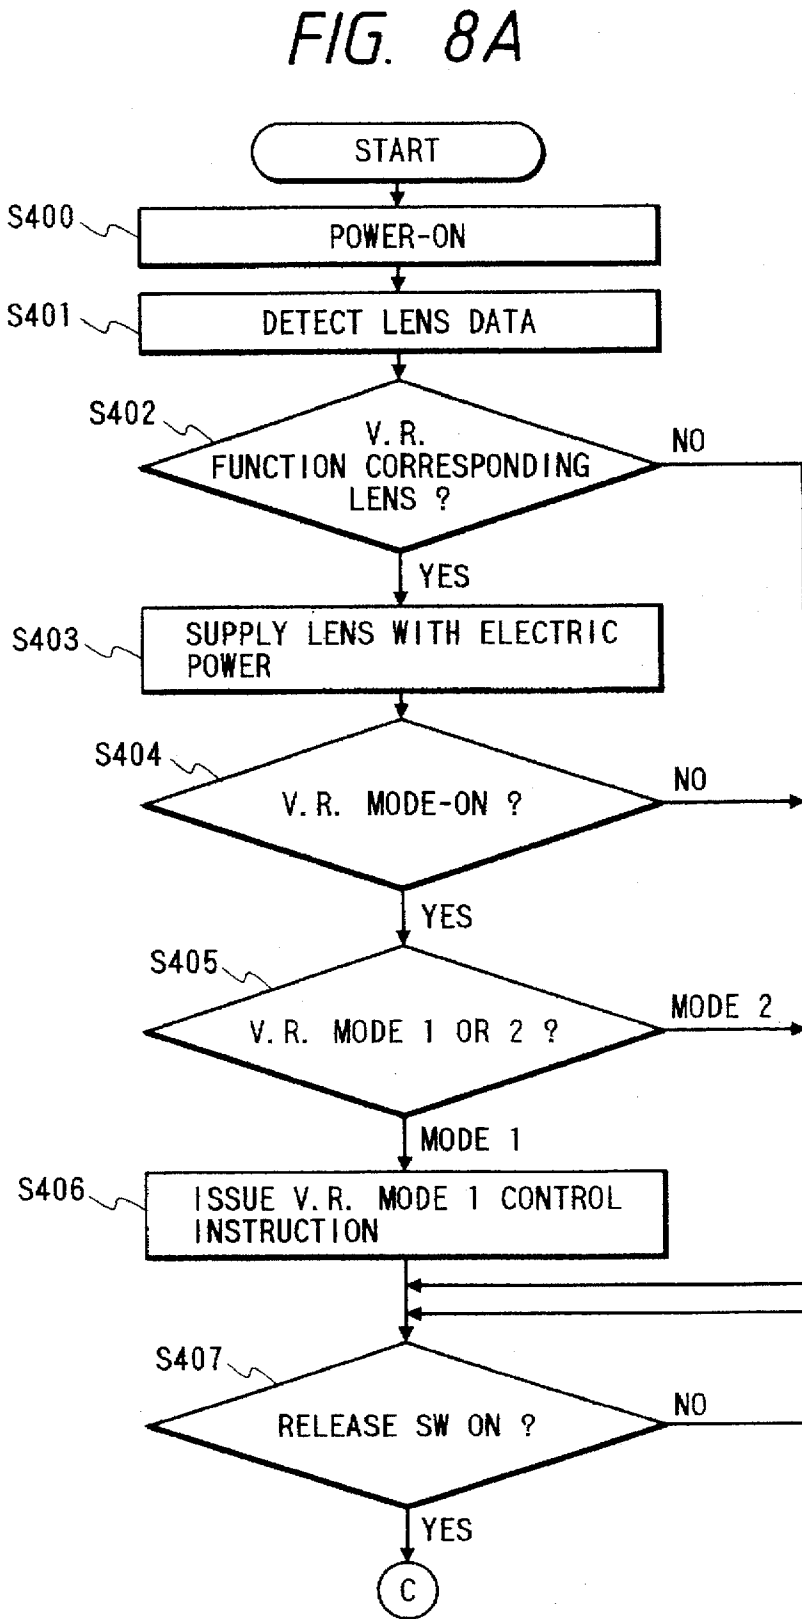 FIG. 8A
START
S400
POWER-ON
S401
DETECT LENS DATA
S402
V.R.
FUNCTION CORRESPONDING
LENS ?
NO
YES
S403
SUPPLY LENS WITH ELECTRIC
POWER
S404
V.R. MODE-ON ?
NO
YES
S405
V.R. MODE 1 OR 2 ?
MODE 2
MODE 1
S406
ISSUE V.R. MODE 1 CONTROL
INSTRUCTION
S407
RELEASE SW ON ?
NO
YES
C